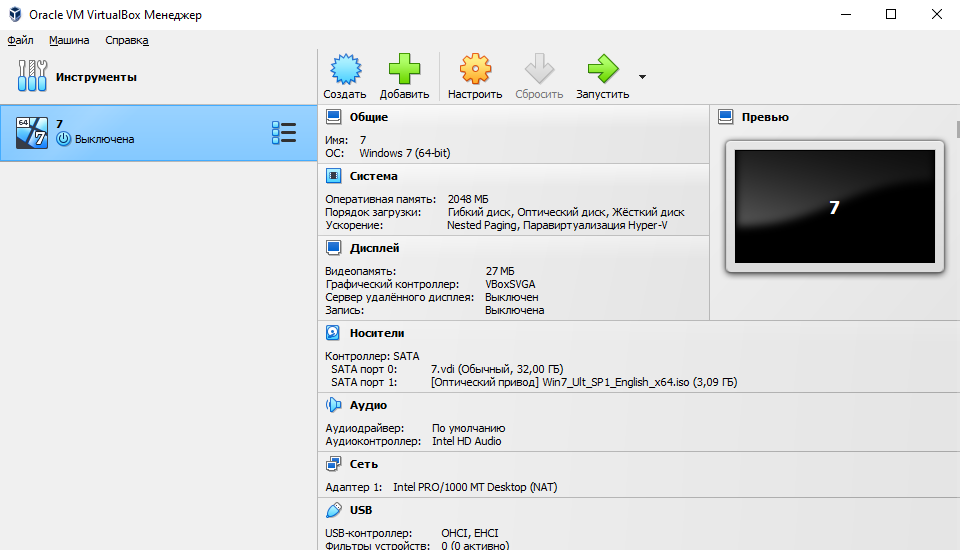 Oracle VM VirtualBox Менеджер
Файл Машина Справка
Инструменты
Создать Добавить Настроить Сбросить Запустить
64
7
7
Выключена
Общие
Имя: 7
ОС: Windows 7 (64-bit)
Система
Оперативная память: 2048 МБ
Порядок загрузки: Гибкий диск, Оптический диск, Жёсткий диск
Ускорение: Nested Paging, Паравиртуализация Hyper-V
Дисплей
Видеопамять: 27 МБ
Графический контроллер: VBoxSVGA
Сервер удалённого дисплея: Выключен
Запись: Выключена
Превью
7
Носители
Контроллер: SATA
SATA порт 0: 7.vdi (Обычный, 32,00 ГБ)
SATA порт 1: [Оптический привод] Win7_Ult_SP1_English_x64.iso (3,09 ГБ)
Аудио
Аудиодрайвер: По умолчанию
Аудиоконтроллер: Intel HD Audio
Сеть
Адаптер 1: Intel PRO/1000 MT Desktop (NAT)
USB
USB-контроллер: OHCI, EHCI
Фильтры устройств: 0 (0 активно)